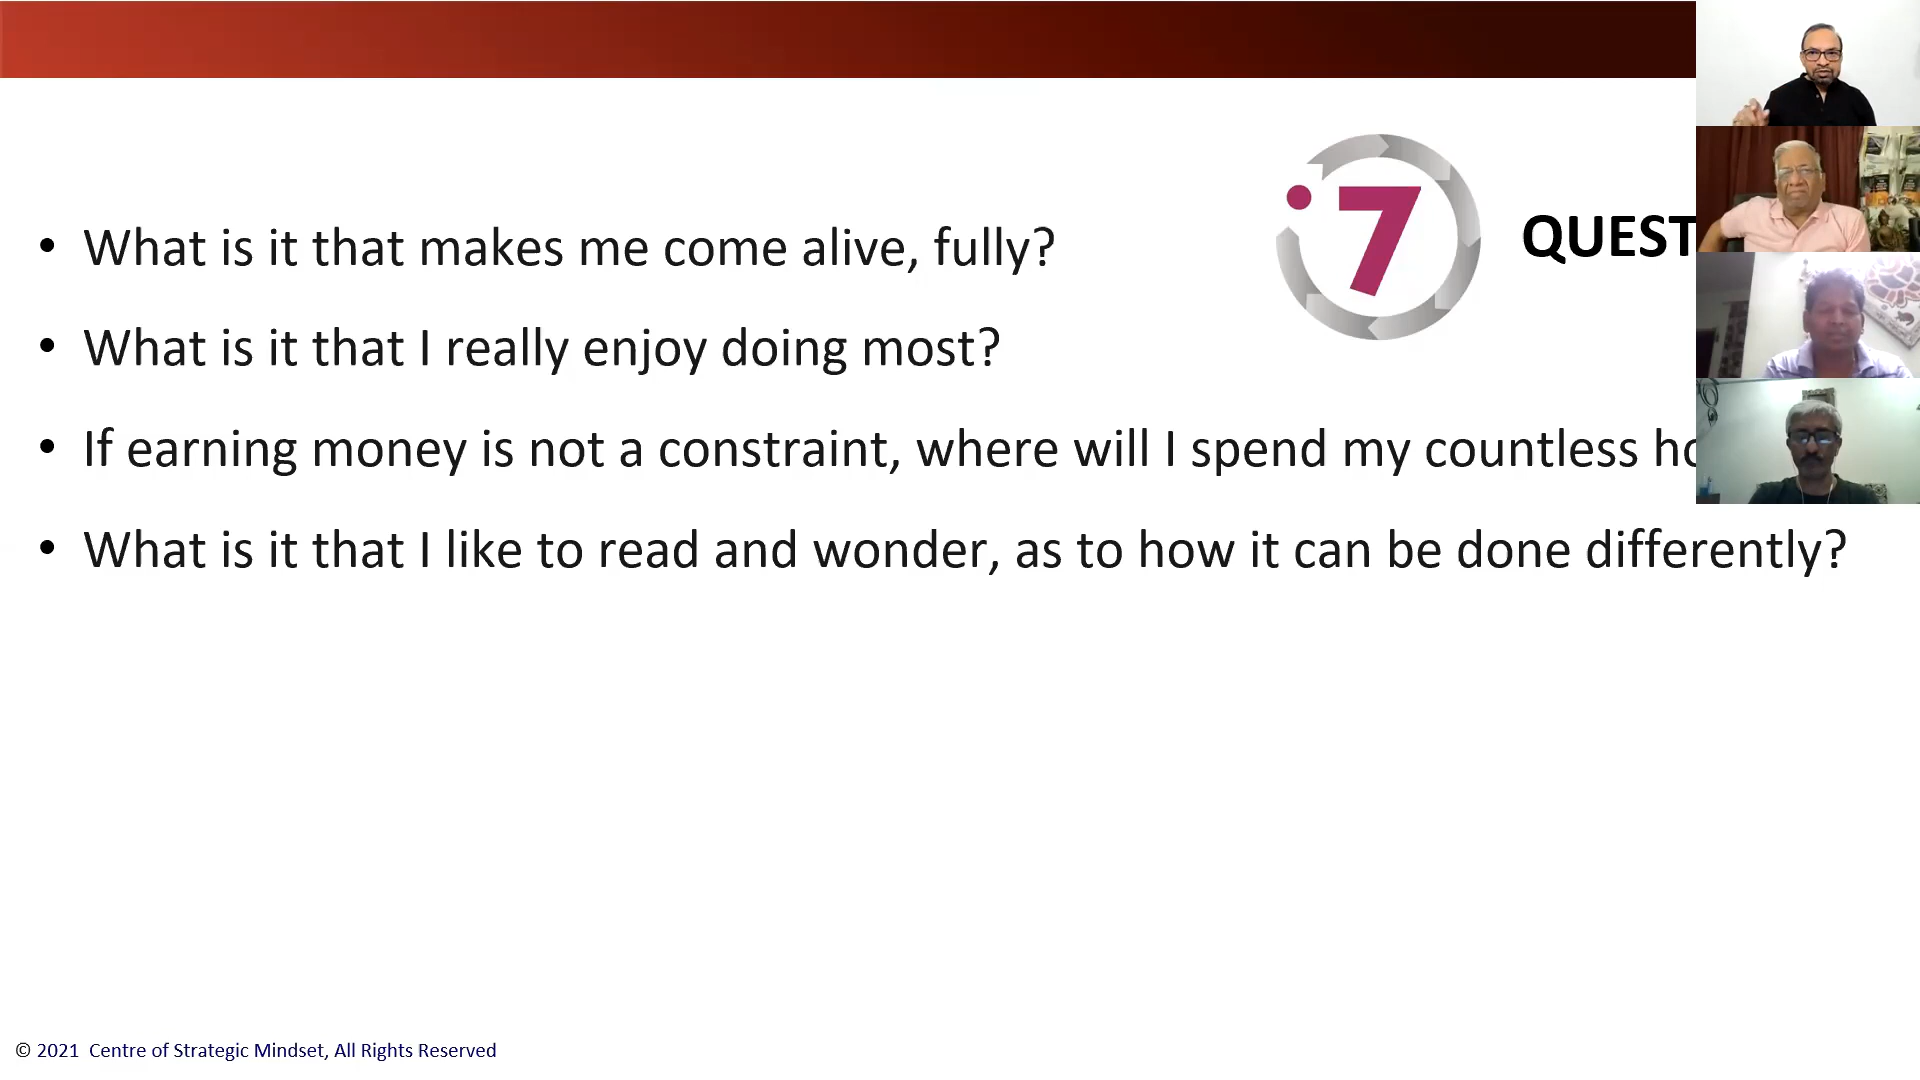 7
QUEST
• What is it that makes me come alive, fully?
• What is it that I really enjoy doing most?
• If earning money is not a constraint, where will I spend my countless
• What is it that I like to read and wonder, as to how it can be done differently?
© 2021 Centre of Strategic Mindset, All Rights Reserved